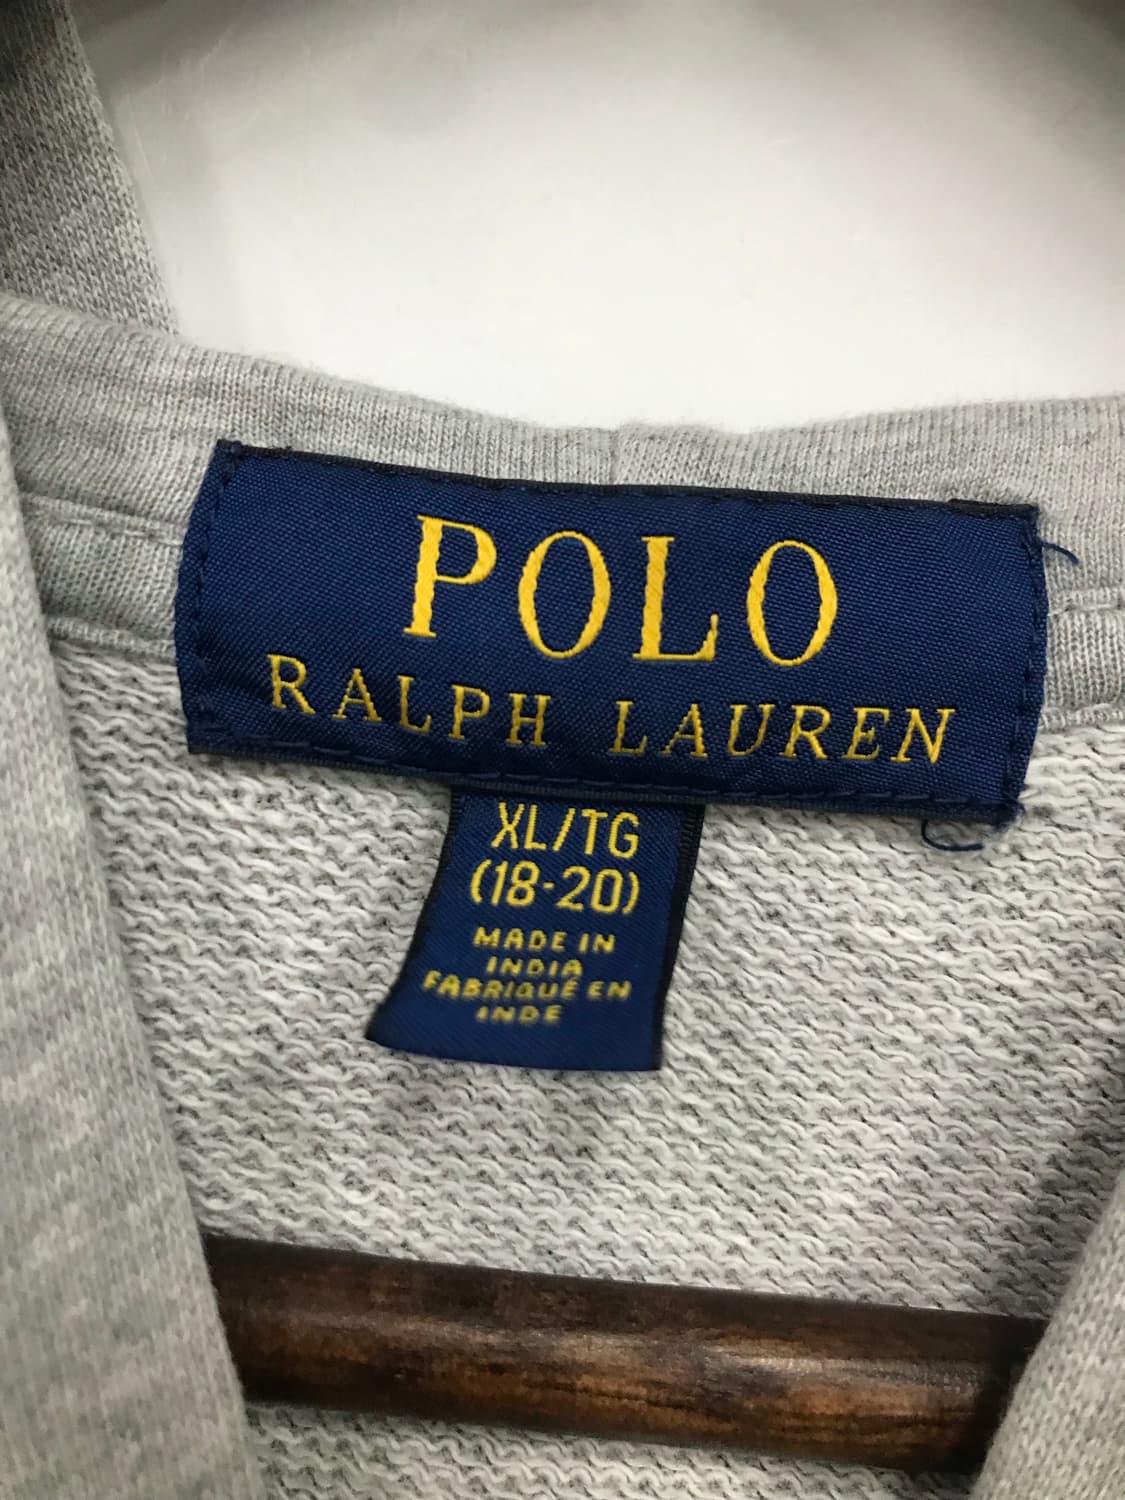 POLO
RALPH LAUREN
XL/TG
(18-20)
MADE IN
INDIA
FABRIQUÉ EN
INDE